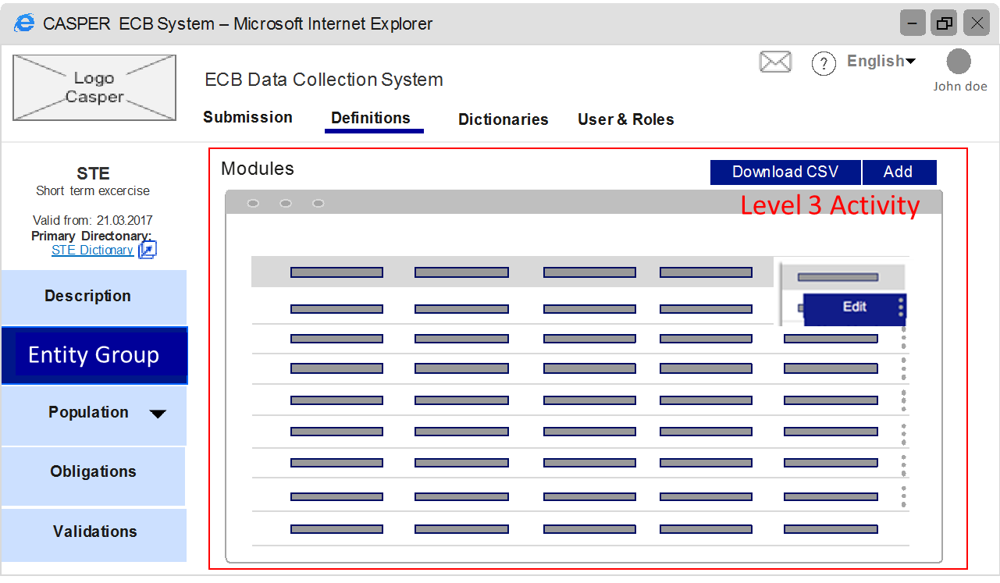 CASPER ECB System – Microsoft Internet Explorer
Logo
Casper
ECB Data Collection System
?
English
John doe
Submission
Definitions
Dictionaries
User & Roles
STE
Short term excercise
Valid from: 21.03.2017
Primary Directonary:
STE Dictionary
Description
Entity Group
Population
Obligations
Validations
Modules
Download CSV
Add
Level 3 Activity
Edit